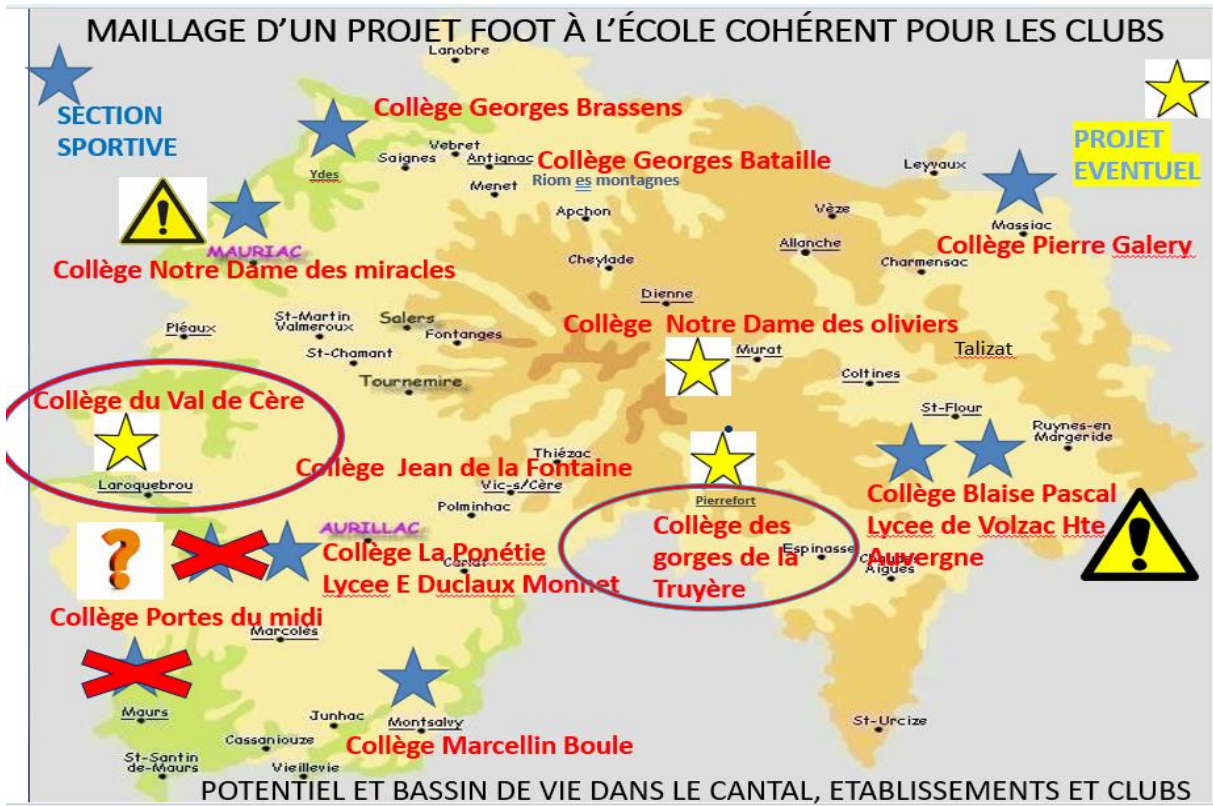 MAILLAGE D'UN PROJET FOOT À L'ÉCOLE COHÉRENT POUR LES CLUBS
Lanobre
SECTION
SPORTIVE
Collège Georges Brassens
PROJET
EVENTUEL
Vebret
Saignes
Antignac
Collège Georges Bataille
Leyvaux
Ydes
Menet
Riom es montagnes
Apchon
Vèze
Massiac
MAURIAC
Allanche
Collège Pierre Galery
Collège Notre Dame des miracles
Cheylade
Charmensac
Dienne
Pléaux
St-Martin
Valmeroux
Salers
Fontanges
Collège Notre Dame des oliviers
St-Chamant
Murat
Talizat
Tournemire
Coltines
Collège du Val de Cère
St-Flour
Ruynes-en
Margeride
Thiézac
Collège Jean de la Fontaine
Laroquebrou
Vic-s/Cère
Pierrefort
Collège Blaise Pascal
Lycee de Volzac Hte
Auvergne
Polminhac
AURILLAC
Collège des
gorges de la
Truyère
Espinasse
Chaudes
Aigues
?
Collège La Ponétie
Lycee E Duclaux Monnet
Carlat
Collège Portes du midi
Marcolès
Maurs
Junhac
Montsalvy
St-Urcize
Cassaniouze
Collège Marcellin Boule
St-Santin
de-Maurs
Vieillevie
POTENTIEL ET BASSIN DE VIE DANS LE CANTAL, ETABLISSEMENTS ET CLUBS